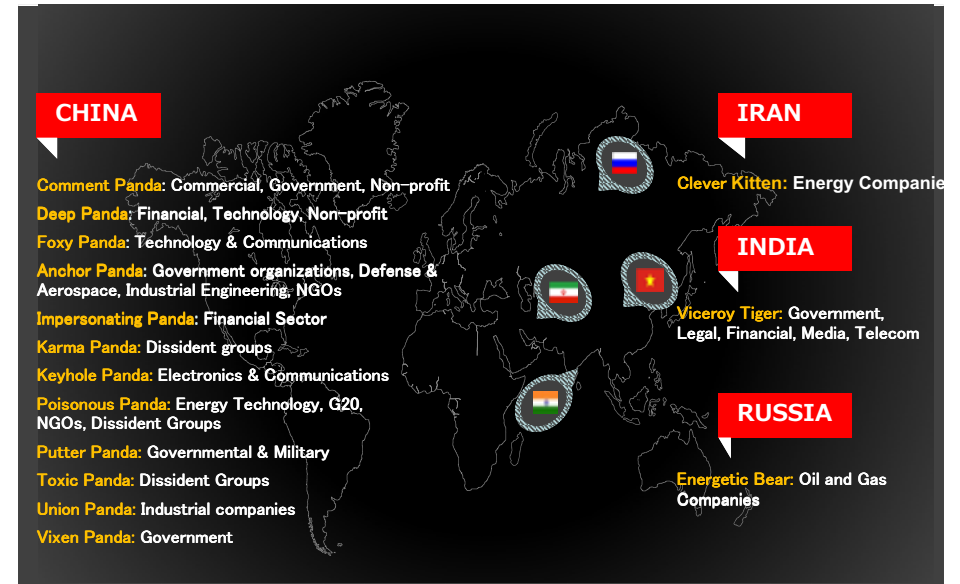 CHINA
Comment Panda: Commercial, Government, Non-profit
Deep Panda: Financial, Technology, Non-profit
Foxy Panda: Technology & Communications
Anchor Panda: Government organizations, Defense &
Aerospace, Industrial Engineering, NGOs
Impersonating Panda: Financial Sector
Karma Panda: Dissident groups
Keyhole Panda: Electronics & Communications
Poisonous Panda: Energy Technology, G20,
NGOs, Dissident Groups
Putter Panda: Governmental & Military
Toxic Panda: Dissident Groups
Union Panda: Industrial companies
Vixen Panda: Government
IRAN
Clever Kitten: Energy Companie
INDIA
Viceroy Tiger: Government,
Legal, Financial, Media, Telecom
RUSSIA
Energetic Bear: Oil and Gas
Companies